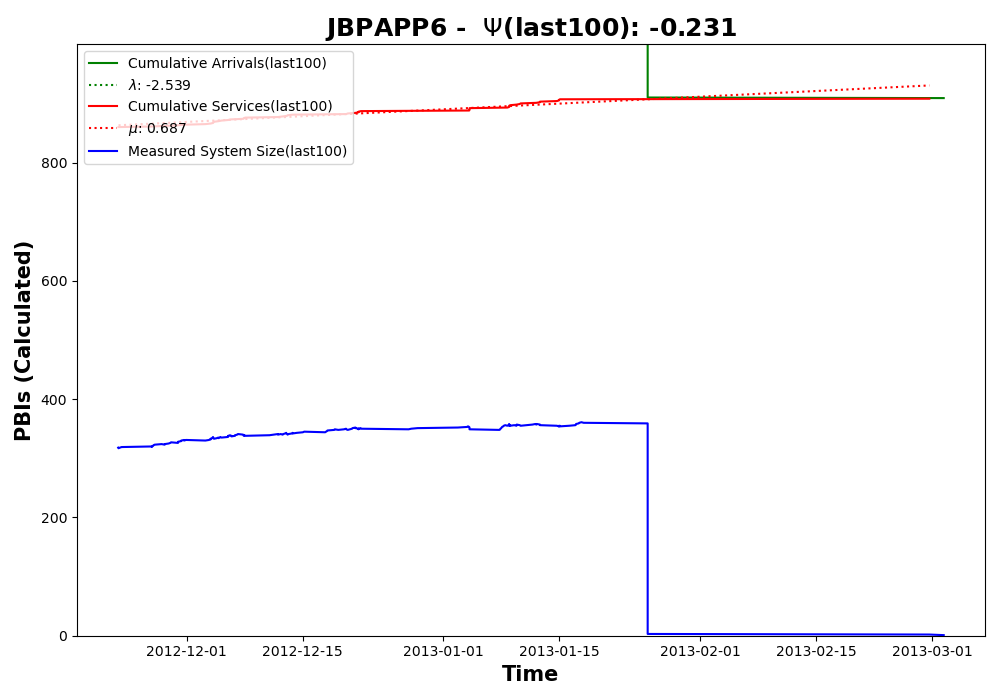 JBPAPP6 -  Ψ(last100): -0.231
Cumulative Arrivals(last100)
λ: -2.539
Cumulative Services(last100)
μ: 0.687
Measured System Size(last100)
PBIs (Calculated)
800
600
400
200
0
2012-12-01 2012-12-15 2013-01-01 2013-01-15 2013-02-01 2013-02-15 2013-03-01
Time